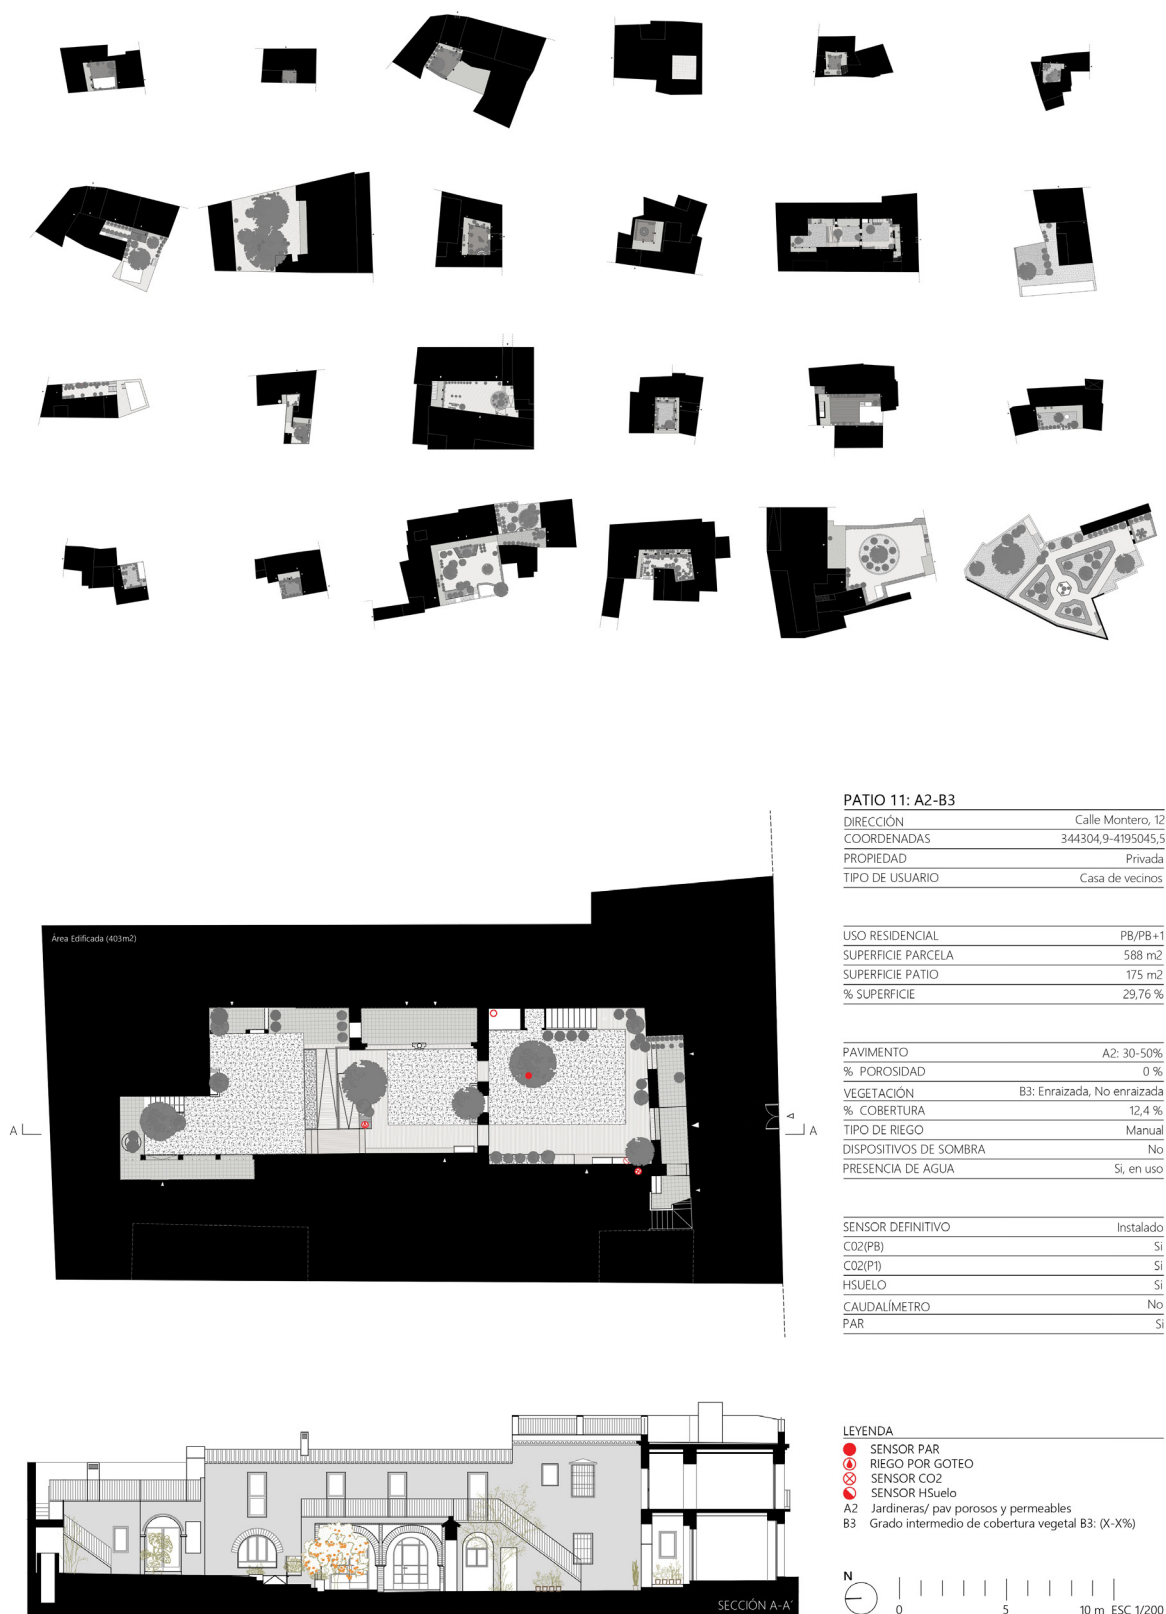 PATIO 11: A2-B3
DIRECCIÓN Calle Montero, 12
COORDENADAS 344304,9-4195045,5
PROPIEDAD Privada
TIPO DE USUARIO Casa de vecinos
Área Edificada (403m2)
USO RESIDENCIAL PB/PB+1
SUPERFICIE PARCELA 588 m2
SUPERFICIE PATIO 175 m2
% SUPERFICIE 29,76 %
PAVIMENTO A2: 30-50%
% POROSIDAD 0 %
VEGETACIÓN B3: Enraizada, No enraizada
% COBERTURA 12,4 %
TIPO DE RIEGO Manual
DISPOSITIVOS DE SOMBRA No
PRESENCIA DE AGUA Si, en uso
A A
SENSOR DEFINITIVO Instalado
C02(PB) Si
C02(P1) Si
HSUELO Si
CAUDALÍMETRO No
PAR Si
LEYENDA
SENSOR PAR
RIEGO POR GOTEO
SENSOR CO2
SENSOR HSuelo
A2 Jardineras/ pav porosos y permeables
B3 Grado intermedio de cobertura vegetal B3: (X-X%)
SECCIÓN A-A´
N
0 5 10 m ESC 1/200